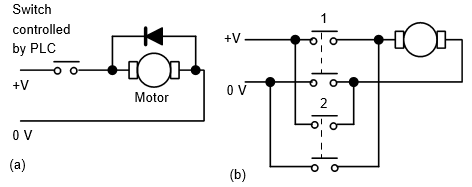 Switch
controlled
by PLC
+V
Motor
0 V
(a)
1
+V
0 V
2
(b)